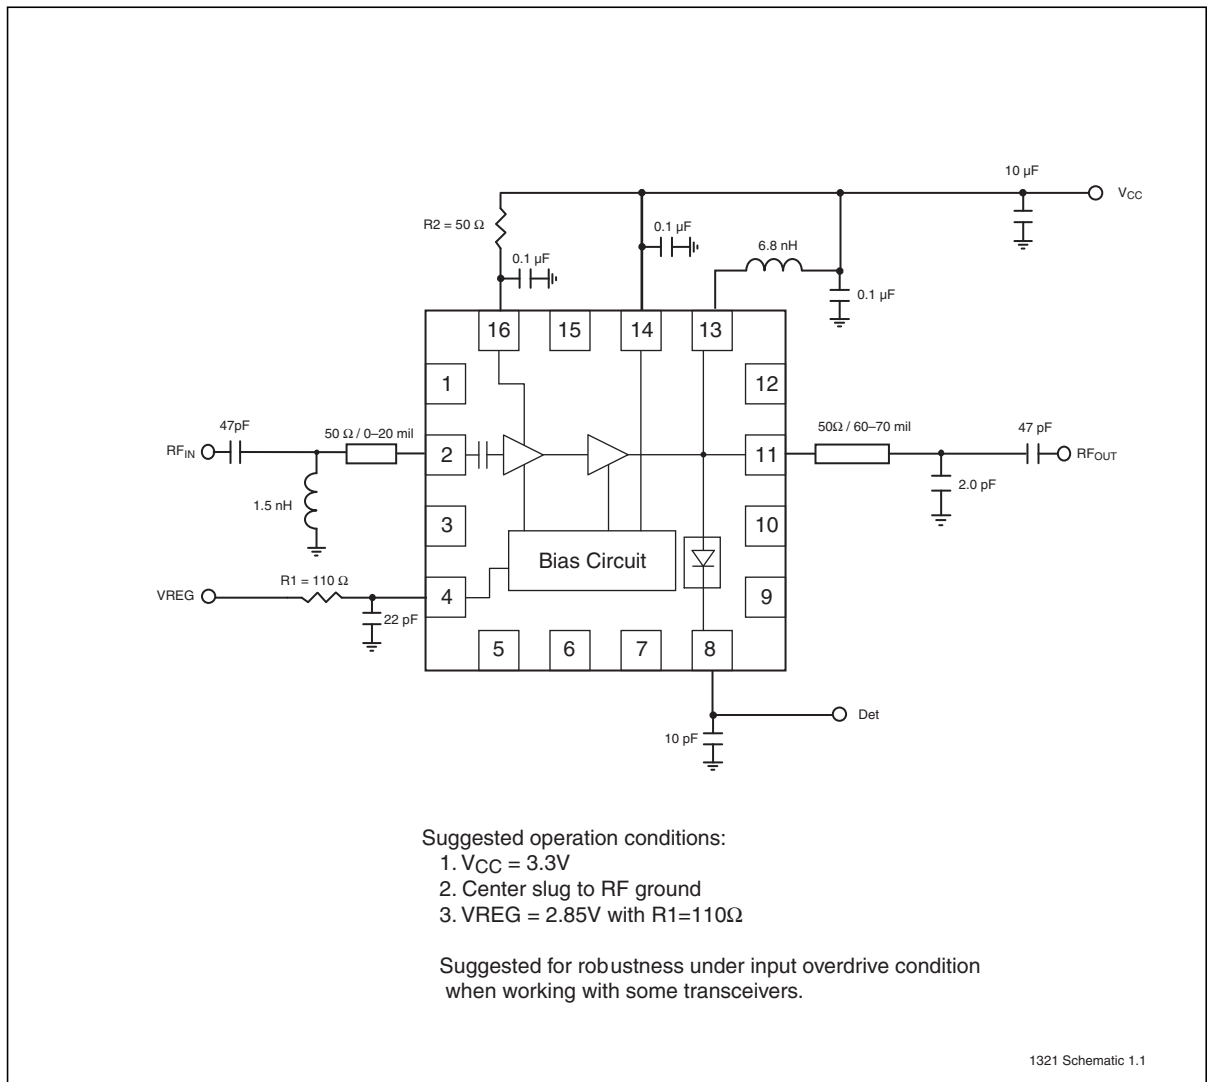 10 µF
VCC
R2 = 50 Ω
0.1 µF
0.1 µF
6.8 nH
0.1 µF
16
15
14
13
1
12
47pF
50 Ω / 0–20 mil
50Ω / 60–70 mil
47 pF
RFIN
2
11
RFOUT
1.5 nH
2.0 pF
3
10
Bias Circuit
R1 = 110 Ω
VREG
4
9
22 pF
5
6
7
8
Det
10 pF
Suggested operation conditions:
1. VCC = 3.3V
2. Center slug to RF ground
3. VREG = 2.85V with R1=110Ω
Suggested for robustness under input overdrive condition
when working with some transceivers.
1321 Schematic 1.1